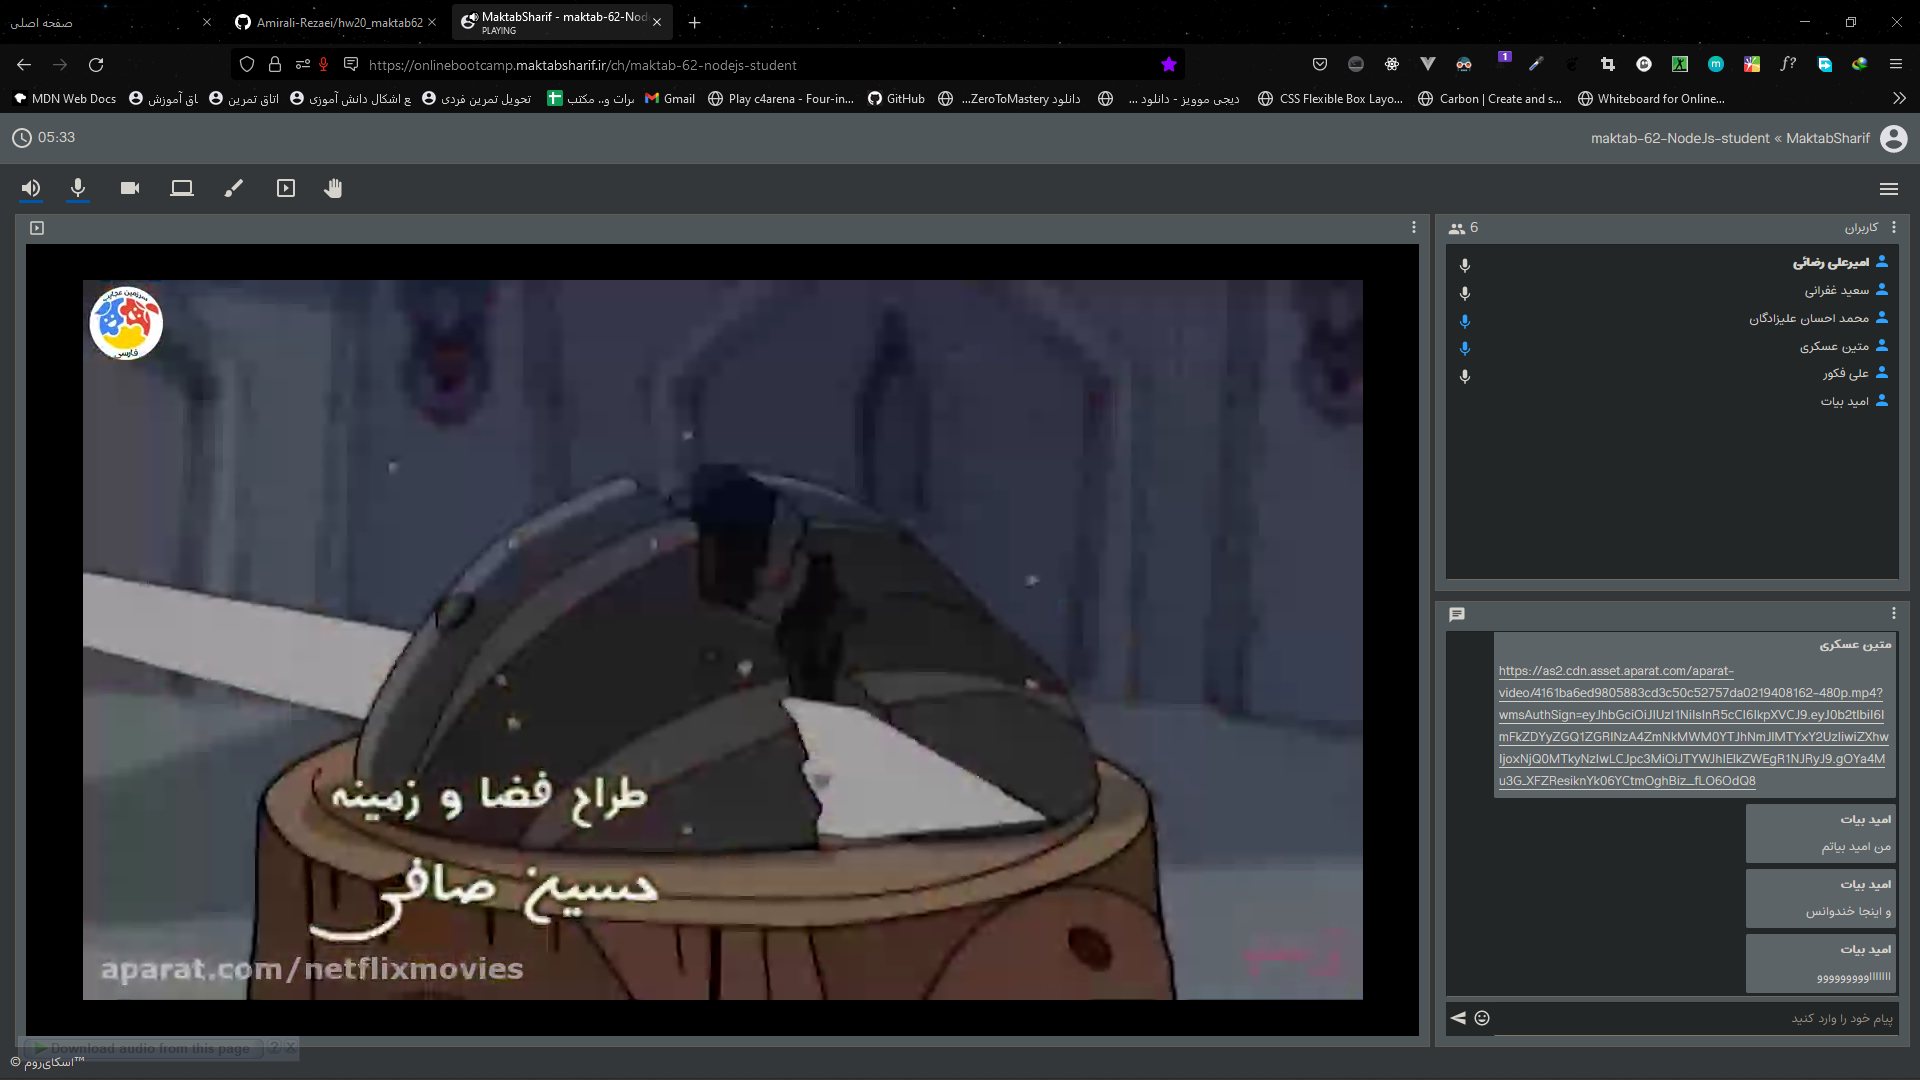 صفحه اصلی
Amirali-Rezaei/hw20_maktab62
MaktabSharif - maktab-62-Nod
PLAYING
https://onlinebootcamp.maktabsharif.ir/ch/maktab-62-nodejs-student
1
MDN Web Docs
اق آموزش
اتاق تمرین
ع اشکال دانش آموزی
تحویل تمرین فردی
مرات و.. مکتب
Gmail
Play c4arena - Four-in...
GitHub
دانلود ZeroToMastery...
دیجی موویز - دانلود ...
CSS Flexible Box Layo...
Carbon | Create and s...
Whiteboard for Online...
05:33
maktab-62-NodeJs-student « MaktabSharif
سرزمین عجایب
فارسی
طراح فضا و زمینه
حسین صافی
aparat.com/netflixmovies
6
کاربران
امیرعلی رضائی
سعید غفرانی
محمد احسان علیزادگان
متین عسکری
علی فکور
امید بیات
متین عسکری
https://as2.cdn.asset.aparat.com/aparat-
video/4161ba6ed9805883cd3c50c52757da0219408162-480p.mp4?
امید بیات
من امید بیاتم
امید بیات
و اینجا خندوانس
امید بیات
پیام خود را وارد کنید
Download audio from this page
? X
© اسکای‌روم™